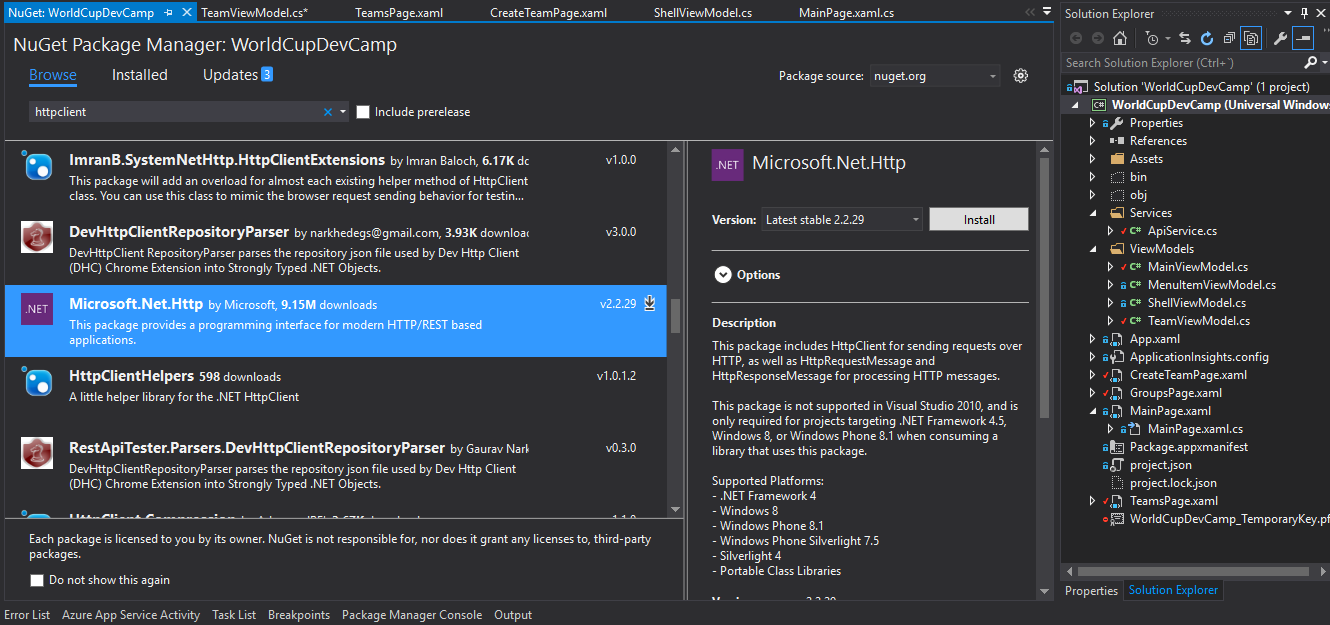 NuGet: WorldCupDevCamp
TeamViewModel.cs*
TeamsPage.xaml
CreateTeamPage.xaml
ShellViewModel.cs
MainPage.xaml.cs
NuGet Package Manager: WorldCupDevCamp
Browse
Installed
Updates 3
Package source: nuget.org
httpclient
Include prerelease
ImranB.SystemNetHttp.HttpClientExtensions by Imran Baloch, 6.17K dc
v1.0.0
This package will add an overload for almost each existing helper method of HttpClient
class. You can use this class to mimic the browser request sending behavior for testin...
DevHttpClientRepositoryParser by narkhedegs@gmail.com, 3.93K downloac
v3.0.0
DevHttpClient RepositoryParser parses the repository json file used by Dev Http Client
(DHC) Chrome Extension into Strongly Typed .NET Objects.
.NET
Microsoft.Net.Http by Microsoft, 9.15M downloads
v2.2.29
This package provides a programming interface for modern HTTP/REST based
applications.
HttpClientHelpers 598 downloads
v1.0.1.2
A little helper library for the .NET HttpClient
RestApiTester.Parsers.DevHttpClientRepositoryParser by Gaurav Nark
v0.3.0
DevHttpClientRepositoryParser parses the repository json file used by Dev Http Client
(DHC) Chrome Extension into Strongly Typed .NET Objects.
Each package is licensed to you by its owner. NuGet is not responsible for, nor does it grant any licenses to, third-party
packages.
Do not show this again
.NET
Microsoft.Net.Http
Version:
Latest stable 2.2.29
Install
Options
Description
This package includes HttpClient for sending requests over
HTTP, as well as HttpRequestMessage and
HttpResponseMessage for processing HTTP messages.
This package is not supported in Visual Studio 2010, and is
only required for projects targeting .NET Framework 4.5,
Windows 8, or Windows Phone 8.1 when consuming a
library that uses this package.
Supported Platforms:
- .NET Framework 4
- Windows 8
- Windows Phone 8.1
- Windows Phone Silverlight 7.5
- Silverlight 4
- Portable Class Libraries
Solution Explorer
Search Solution Explorer (Ctrl+¨)
Solution 'WorldCupDevCamp' (1 project)
C# WorldCupDevCamp (Universal Windows
Properties
References
Assets
bin
obj
Services
C# ApiService.cs
ViewModels
C# MainViewModel.cs
C# MenuItemViewModel.cs
C# ShellViewModel.cs
C# TeamViewModel.cs
App.xaml
ApplicationInsights.config
CreateTeamPage.xaml
GroupsPage.xaml
MainPage.xaml
MainPage.xaml.cs
Package.appxmanifest
project.json
project.lock.json
TeamsPage.xaml
WorldCupDevCamp_TemporaryKey.pf
Properties
Solution Explorer
Error List
Azure App Service Activity
Task List
Breakpoints
Package Manager Console
Output